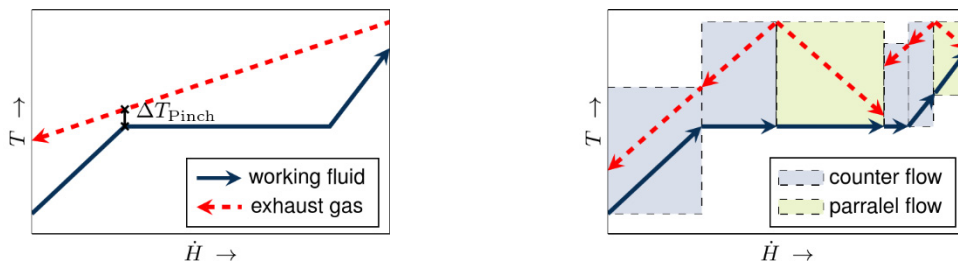 T →
ΔT_Pinch
working fluid
exhaust gas
Ḣ →
T →
counter flow
parralel flow
Ḣ →